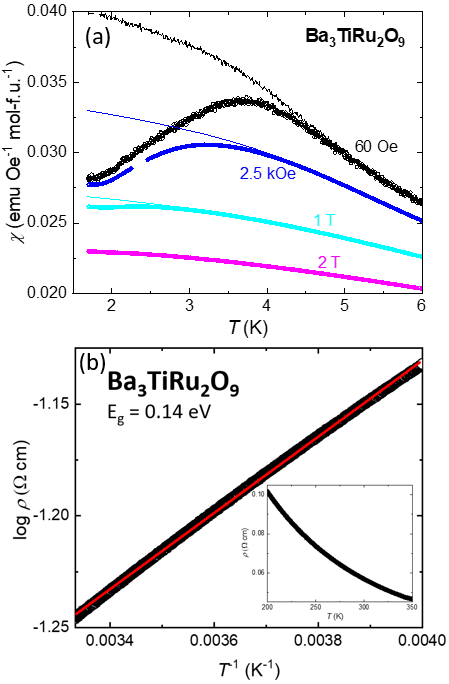 (a)
Ba₃TiRu₂O₉
0.040
0.035
0.030
0.025
0.020
χ (emu Oe⁻¹ mol-f.u.⁻¹)
60 Oe
2.5 kOe
1 T
2 T
2 3 4 5 6
T (K)
(b)
Ba₃TiRu₂O₉
E_g = 0.14 eV
-1.15
-1.20
-1.25
log ρ (Ω cm)
0.10
0.08
0.06
ρ (Ω cm)
200 250 300 350
T (K)
0.0034 0.0036 0.0038 0.0040
T⁻¹ (K⁻¹)